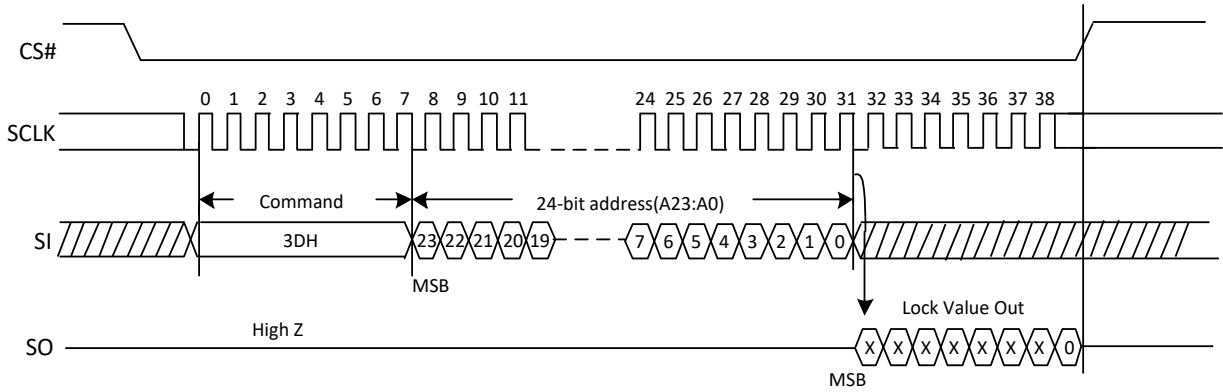 CS#
0 1 2 3 4 5 6 7 8 9 10 11 24 25 26 27 28 29 30 31 32 33 34 35 36 37 38
SCLK
Command 24-bit address(A23:A0)
SI 3DH 23 22 21 20 19 7 6 5 4 3 2 1 0
MSB
Lock Value Out
High Z
SO X X X X X X X 0
MSB